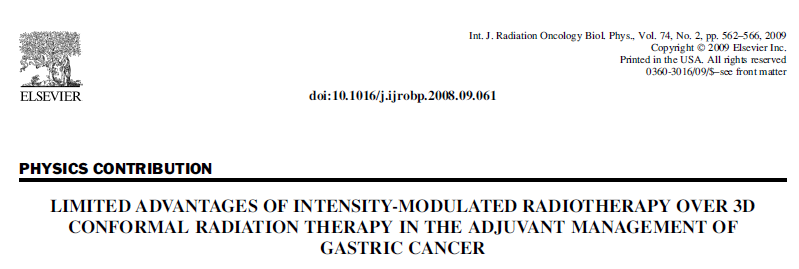 Int. J. Radiation Oncology Biol. Phys., Vol. 74, No. 2, pp. 562–566, 2009
Copyright © 2009 Elsevier Inc.
Printed in the USA. All rights reserved
0360-3016/09/$–see front matter
ELSEVIER
doi:10.1016/j.ijrobp.2008.09.061
PHYSICS CONTRIBUTION
LIMITED ADVANTAGES OF INTENSITY-MODULATED RADIOTHERAPY OVER 3D
CONFORMAL RADIATION THERAPY IN THE ADJUVANT MANAGEMENT OF
GASTRIC CANCER